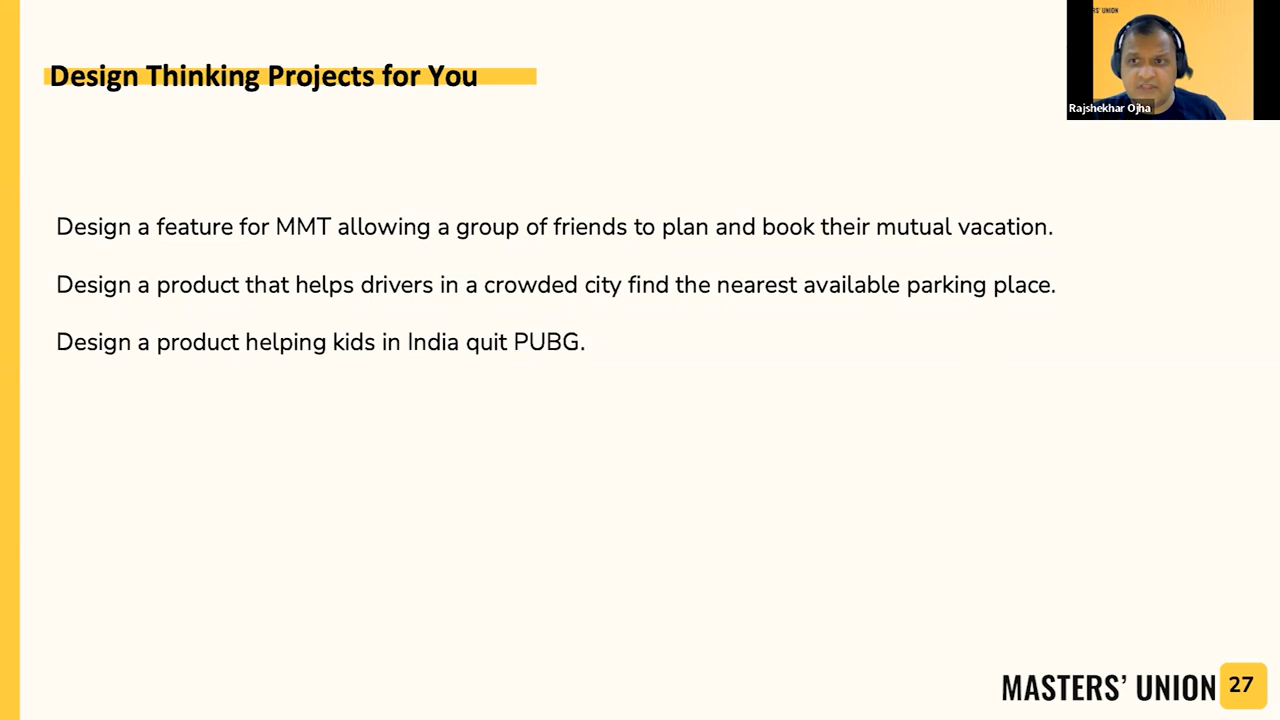 RS' UNION
Design Thinking Projects for You
Rajshekhar Ojha
Design a feature for MMT allowing a group of friends to plan and book their mutual vacation.
Design a product that helps drivers in a crowded city find the nearest available parking place.
Design a product helping kids in India quit PUBG.
MASTERS' UNION 27